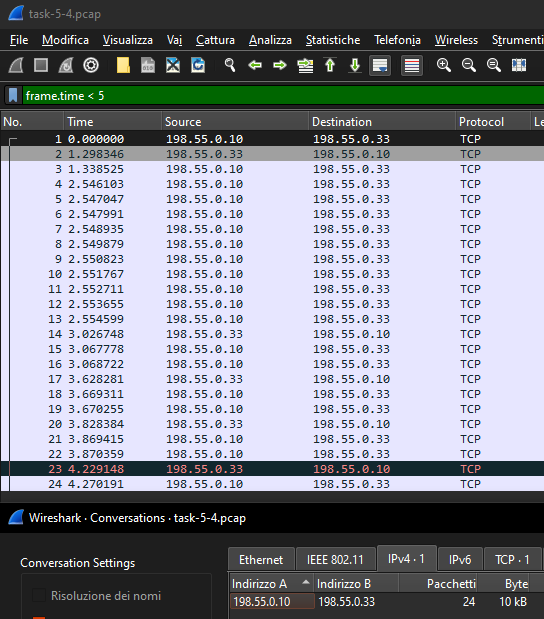 task-5-4.pcap
File Modifica Visualizza Vai Cattura Analizza Statistiche Telefonia Wireless Strumenti
frame.time < 5
No. Time Source Destination Protocol Le
1 0.000000 198.55.0.10 198.55.0.33 TCP
2 1.298346 198.55.0.33 198.55.0.10 TCP
3 1.338525 198.55.0.10 198.55.0.33 TCP
4 2.546103 198.55.0.10 198.55.0.33 TCP
5 2.547047 198.55.0.10 198.55.0.33 TCP
6 2.547991 198.55.0.10 198.55.0.33 TCP
7 2.548935 198.55.0.10 198.55.0.33 TCP
8 2.549879 198.55.0.10 198.55.0.33 TCP
9 2.550823 198.55.0.10 198.55.0.33 TCP
10 2.551767 198.55.0.10 198.55.0.33 TCP
11 2.552711 198.55.0.10 198.55.0.33 TCP
12 2.553655 198.55.0.10 198.55.0.33 TCP
13 2.554599 198.55.0.10 198.55.0.33 TCP
14 3.026748 198.55.0.33 198.55.0.10 TCP
15 3.067778 198.55.0.10 198.55.0.33 TCP
16 3.068722 198.55.0.10 198.55.0.33 TCP
17 3.628281 198.55.0.33 198.55.0.10 TCP
18 3.669311 198.55.0.10 198.55.0.33 TCP
19 3.670255 198.55.0.10 198.55.0.33 TCP
20 3.828384 198.55.0.33 198.55.0.10 TCP
21 3.869415 198.55.0.10 198.55.0.33 TCP
22 3.870359 198.55.0.10 198.55.0.33 TCP
23 4.229148 198.55.0.33 198.55.0.10 TCP
24 4.270191 198.55.0.10 198.55.0.33 TCP
Wireshark · Conversations · task-5-4.pcap
Conversation Settings
Risoluzione dei nomi
Ethernet IEEE 802.11 IPv4 · 1 IPv6 TCP · 1
Indirizzo A Indirizzo B Pacchetti Byte
198.55.0.10 198.55.0.33 24 10 kB